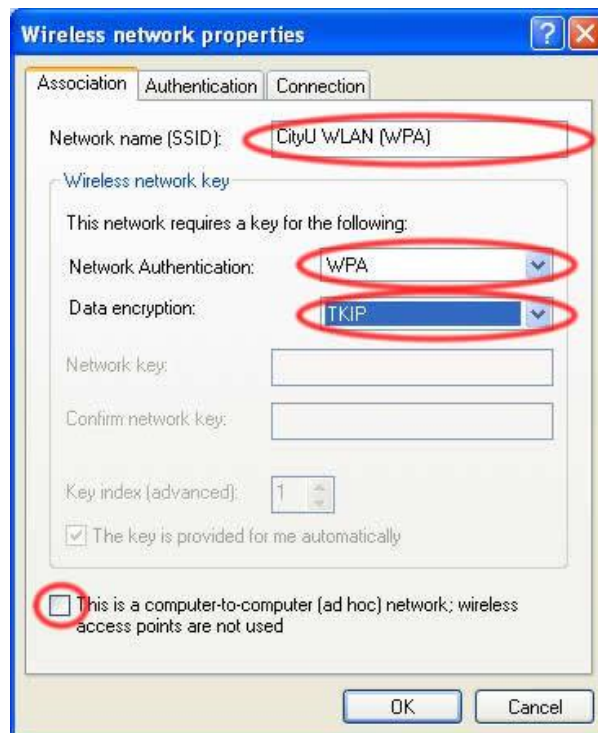 Wireless network properties
Association Authentication Connection
Network name (SSID): CityU WLAN (WPA)
Wireless network key
This network requires a key for the following:
Network Authentication: WPA
Data encryption: TKIP
Network key:
Confirm network key:
Key index (advanced): 1
The key is provided for me automatically
This is a computer-to-computer (ad hoc) network; wireless
access points are not used
OK Cancel